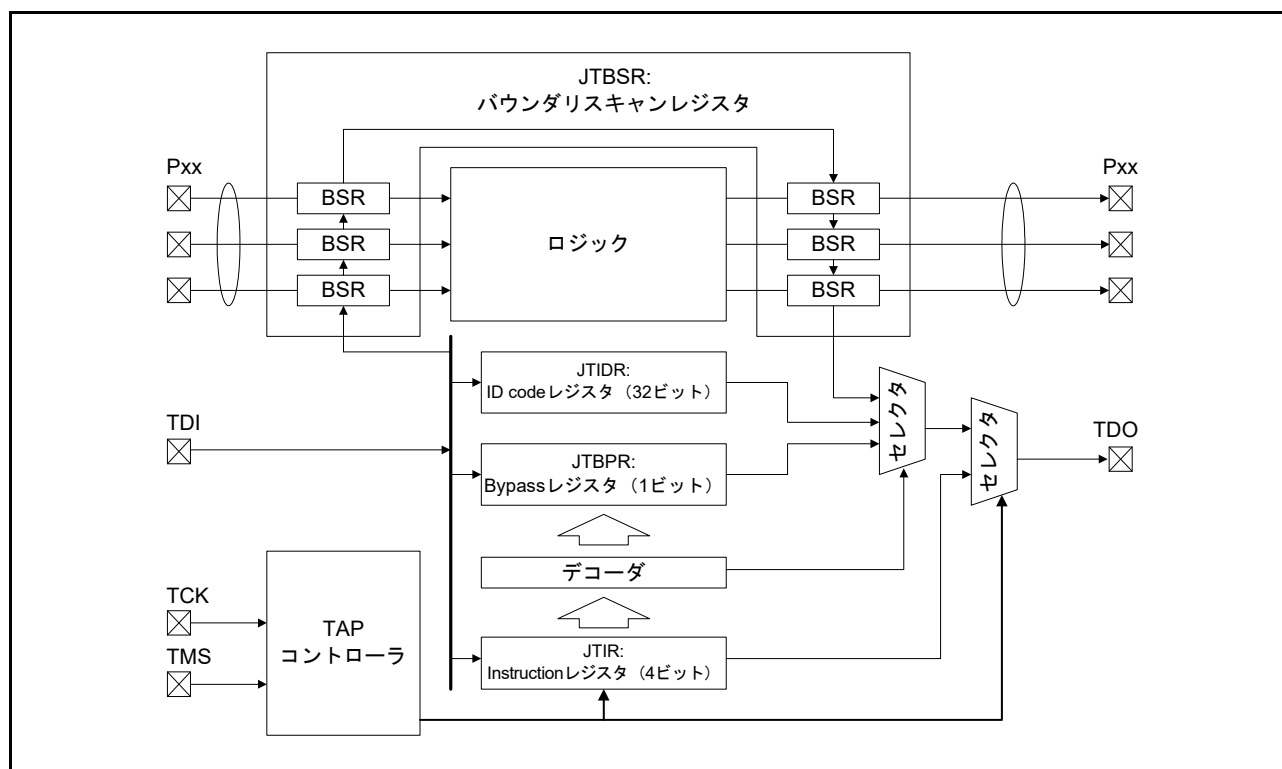 JTBSR:
バウンダリスキャンレジスタ
Pxx
Pxx
BSR
BSR
BSR
ロジック
BSR
BSR
BSR
JTIDR:
ID codeレジスタ（32ビット）
セレクタ
セレクタ
TDI
TDO
JTBPR:
Bypassレジスタ（1ビット）
デコーダ
TCK
TMS
TAP
コントローラ
JTIR:
Instructionレジスタ（4ビット）